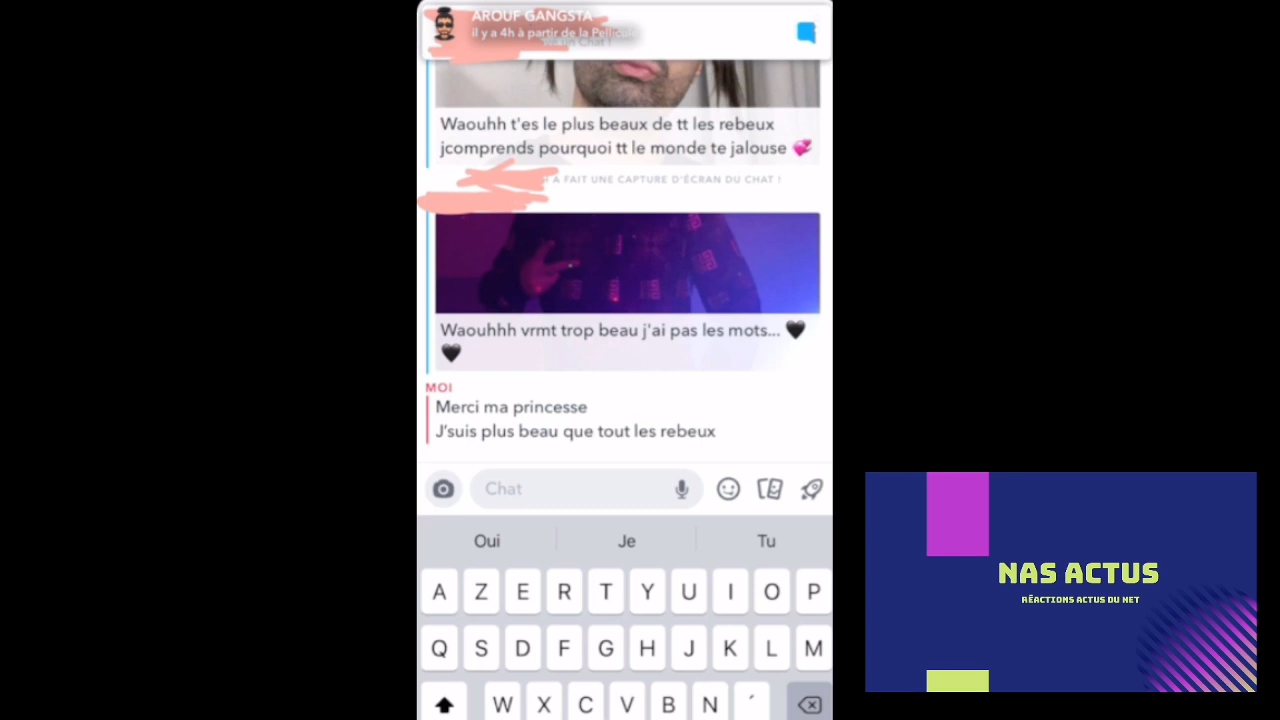 AROUF GANGSTA
il y a 4h à partir de la Pellicule
Chat !
Waouhh t'es le plus beaux de tt les rebeux
jcomprends pourquoi tt le monde te jalouse 💞
A FAIT UNE CAPTURE D'ÉCRAN DU CHAT !
Waouhhh vrmt trop beau j'ai pas les mots... 🖤
🖤
MOI
Merci ma princesse
J'suis plus beau que tout les rebeux
Chat
Oui Je Tu
A Z E R T Y U I O P
Q S D F G H J K L M
W X C V B N ´
NAS ACTUS
RÉACTIONS ACTUS DU NET